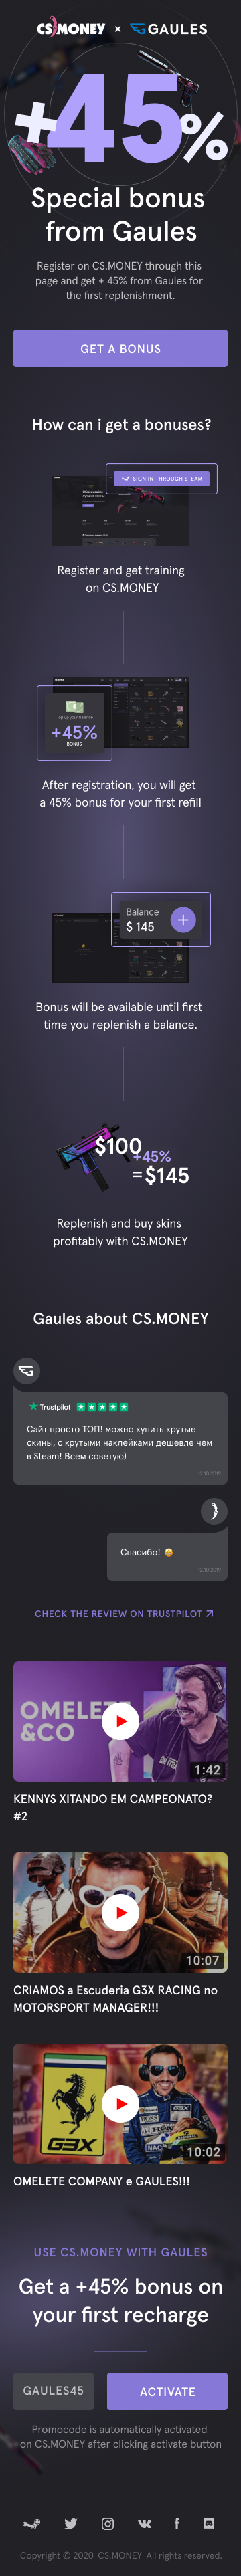 CS:MONEY × GAULES
+45%
Special bonus
from Gaules
Register on CS.MONEY through this
page and get + 45% from Gaules for
the first replenishment.
GET A BONUS
How can i get a bonuses?
SIGN IN THROUGH STEAM
Register and get training
on CS.MONEY
Top up your balance
+45%
BONUS
After registration, you will get
a 45% bonus for your first refill
Balance
$ 145
Bonus will be available until first
time you replenish a balance.
$100
+45%
=$145
Replenish and buy skins
profitably with CS.MONEY
Gaules about CS.MONEY
Trustpilot
Сайт просто ТОП! можно купить крутые
скины, с крутыми наклейками дешевле чем
в Steam! Всем советую)
12.10.2019
Спасибо! 🤩
12.10.2019
CHECK THE REVIEW ON TRUSTPILOT
OMELETE
&CO
1:42
KENNYS XITANDO EM CAMPEONATO?
#2
10:07
CRIAMOS a Escuderia G3X RACING no
MOTORSPORT MANAGER!!!
G3X
10:02
OMELETE COMPANY e GAULES!!!
USE CS.MONEY WITH GAULES
Get a +45% bonus on
your first recharge
GAULES45
ACTIVATE
Promocode is automatically activated
on CS.MONEY after clicking activate button
Copyright © 2020 CS.MONEY All rights reserved.